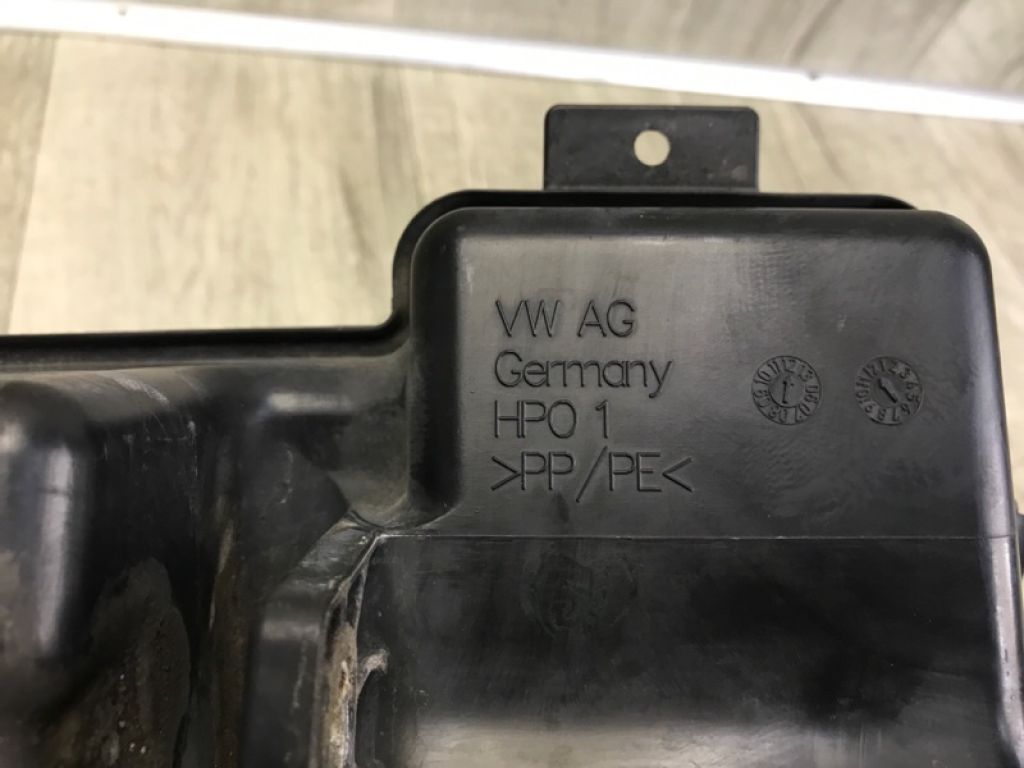 VW AG
Germany
HPO 1
>PP/PE<